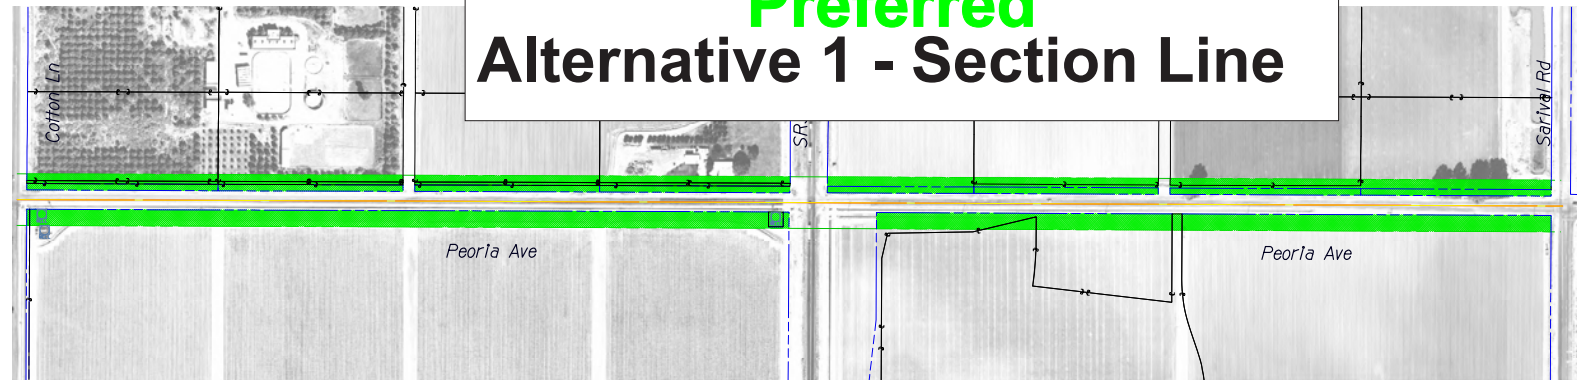 Preferred
Alternative 1 - Section Line
Cotton Ln
SR
Sarival Rd
Peoria Ave
Peoria Ave